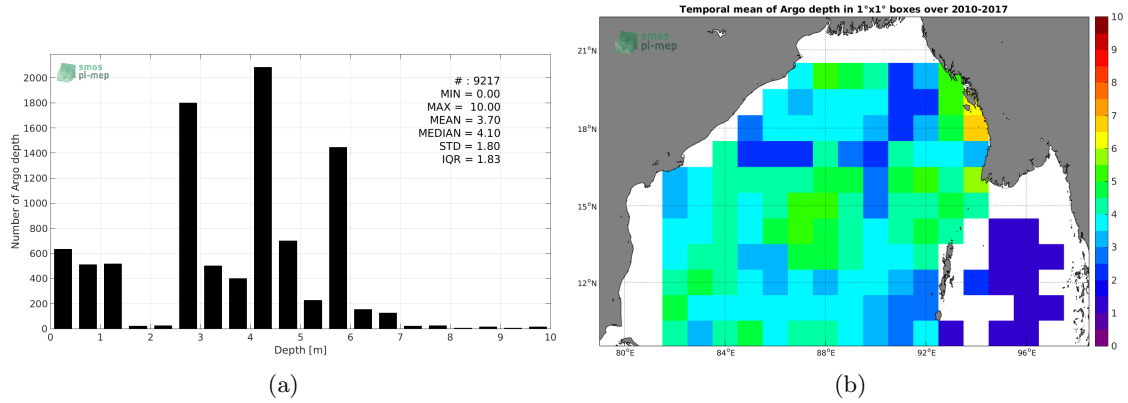 Temporal mean of Argo depth in 1°x1° boxes over 2010-2017
smos
pi-mep
# : 9217
MIN = 0.00
MAX = 10.00
MEAN = 3.70
MEDIAN = 4.10
STD = 1.80
IQR = 1.83
Number of Argo depth
2000
1800
1600
1400
1200
1000
800
600
400
200
0
0 1 2 3 4 5 6 7 8 9 10
Depth [m]
(a)
smos
pi-mep
21°N
18°N
15°N
12°N
80°E 84°E 88°E 92°E 96°E
10
9
8
7
6
5
4
3
2
1
0
(b)